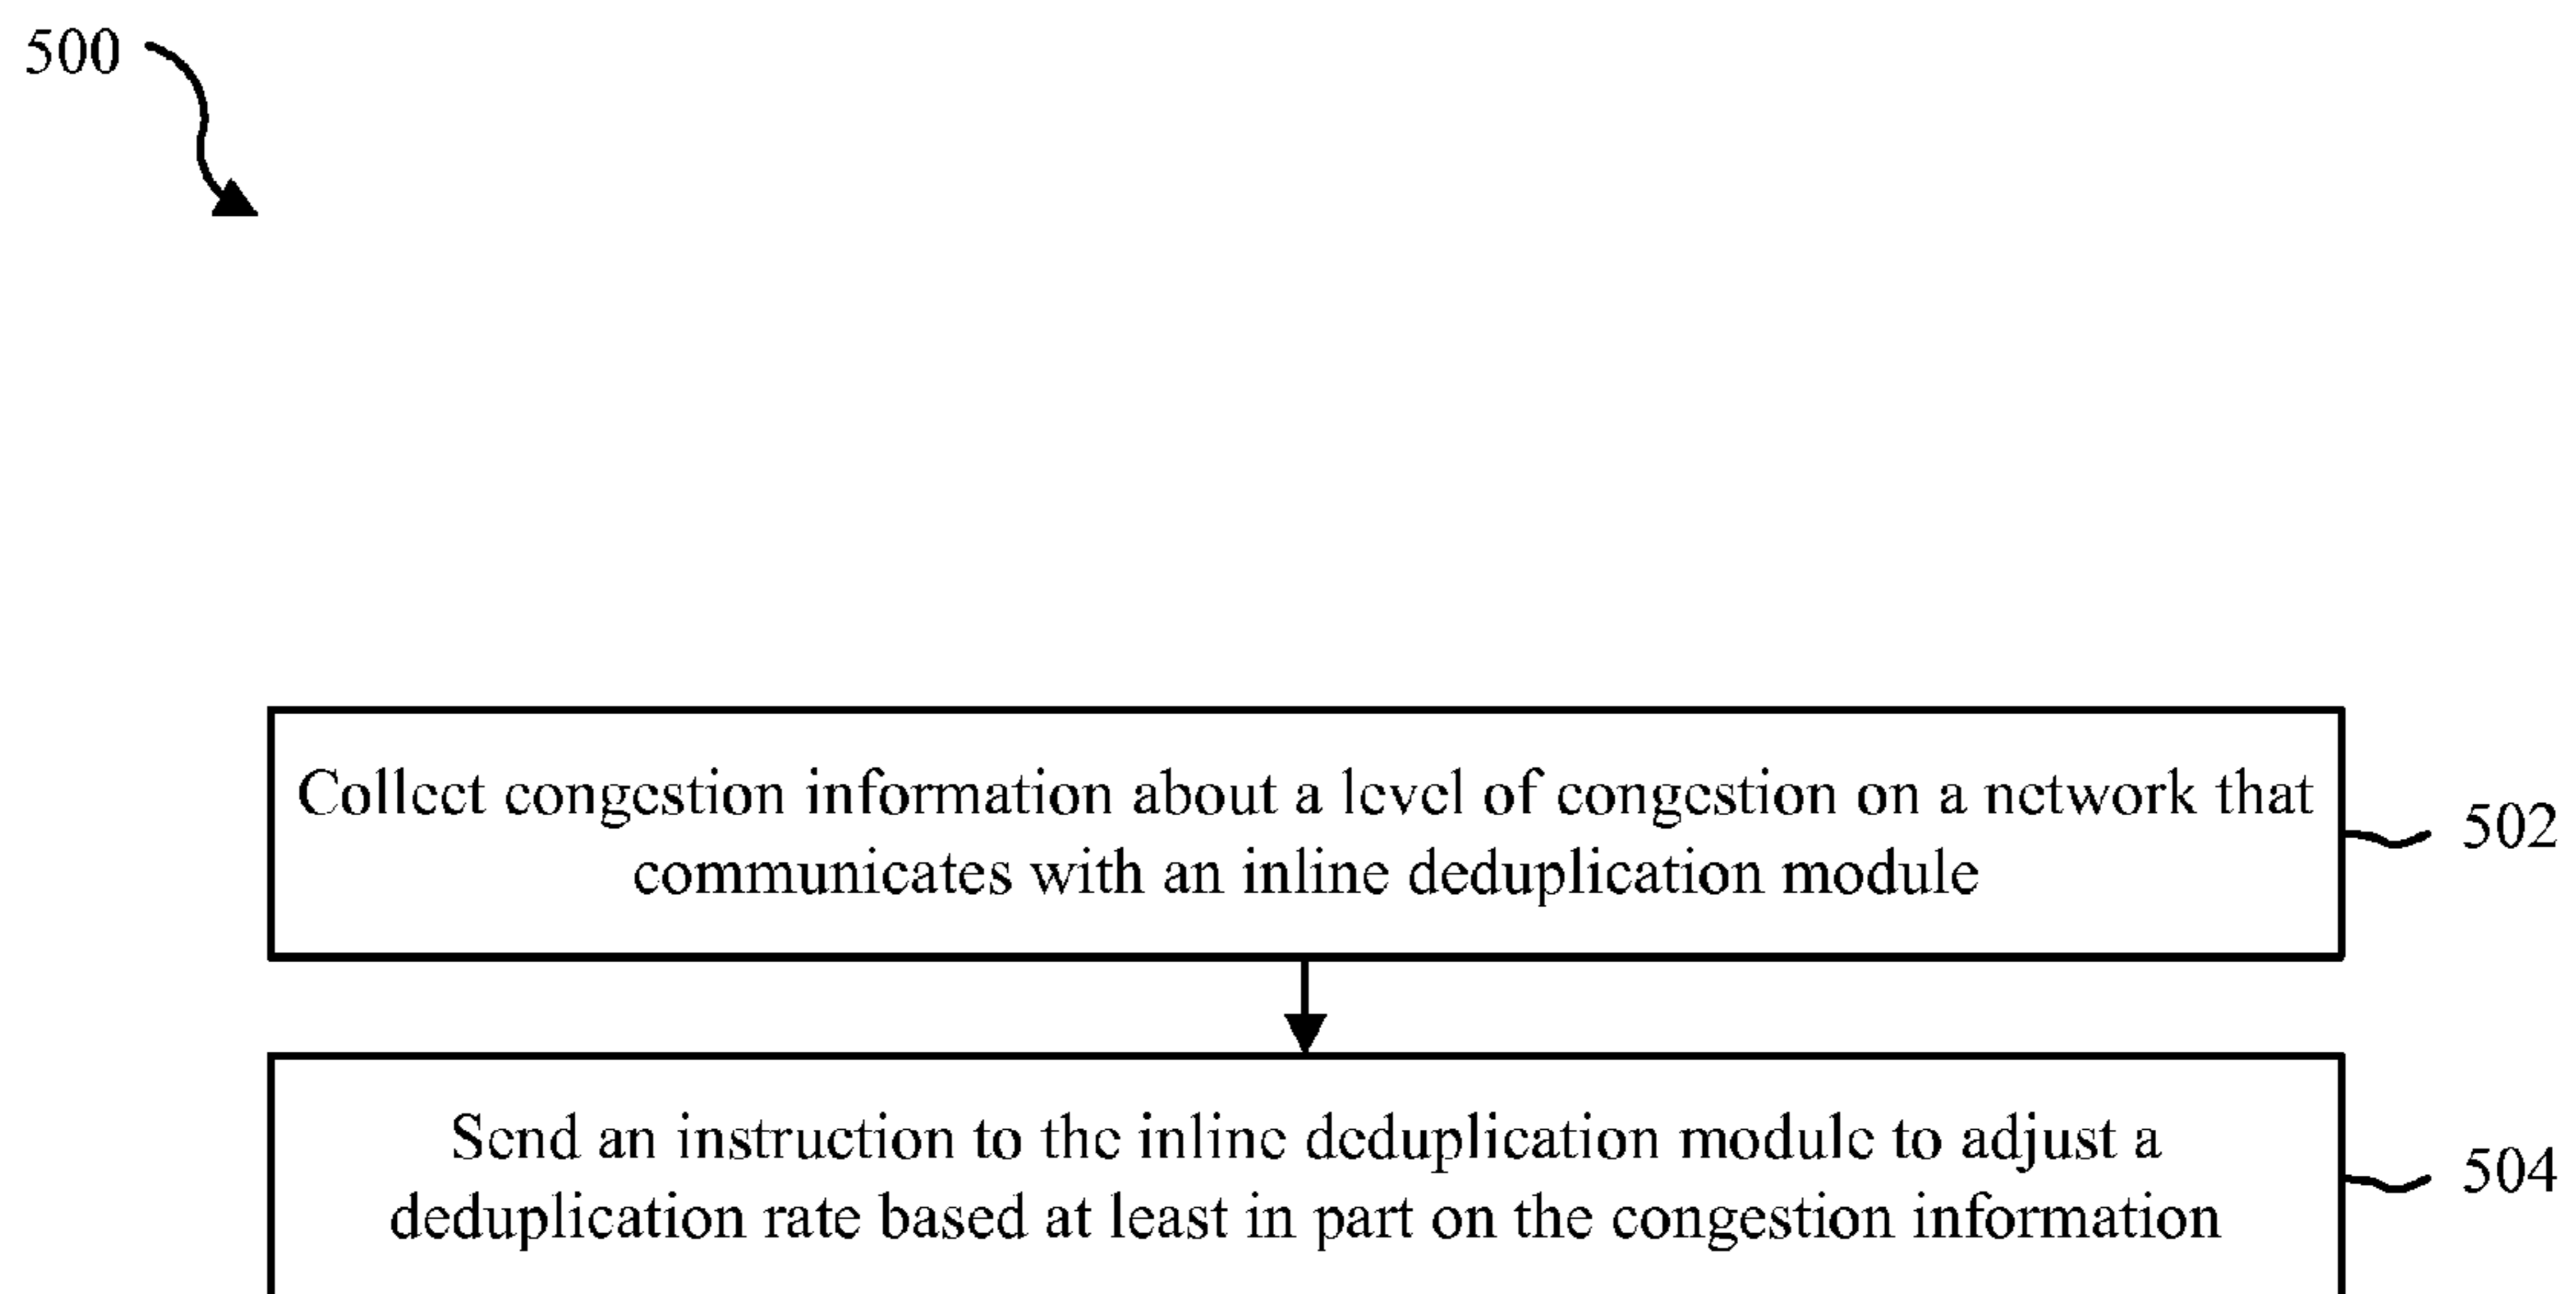 500
Collect congestion information about a level of congestion on a network that
communicates with an inline deduplication module
502
Send an instruction to the inline deduplication module to adjust a
deduplication rate based at least in part on the congestion information
504